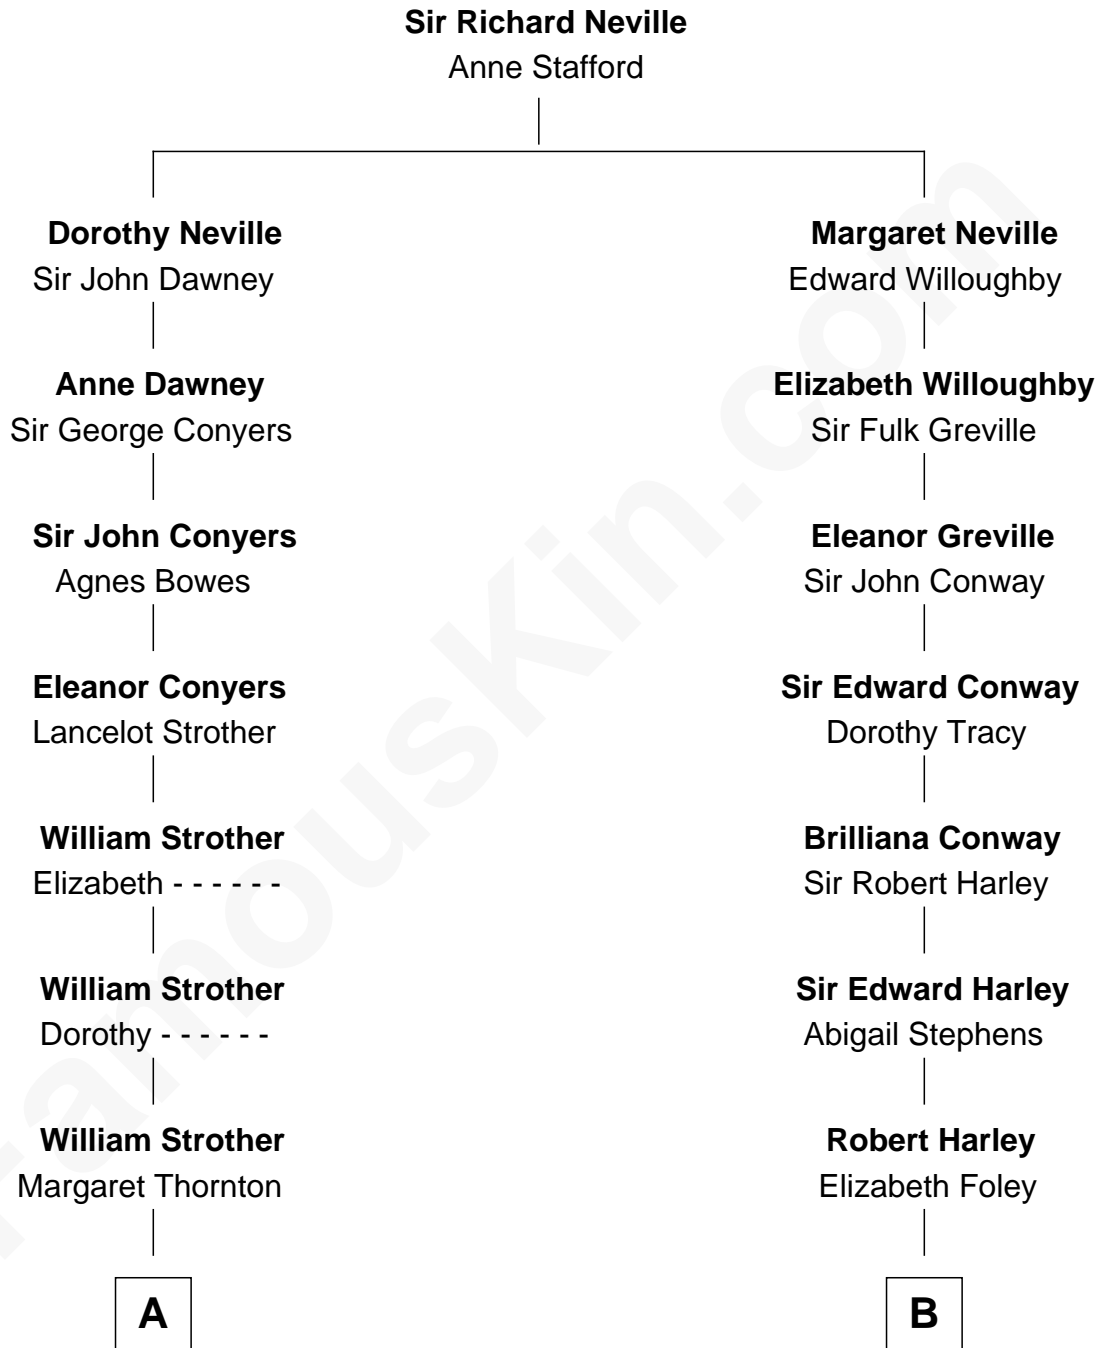 Sir Richard Neville
Anne Stafford
Dorothy Neville
Sir John Dawney
Margaret Neville
Edward Willoughby
Anne Dawney
Sir George Conyers
Elizabeth Willoughby
Sir Fulk Greville
Sir John Conyers
Agnes Bowes
Eleanor Greville
Sir John Conway
Eleanor Conyers
Lancelot Strother
Sir Edward Conway
Dorothy Tracy
William Strother
Elizabeth - - - - - -
Brilliana Conway
Sir Robert Harley
William Strother
Dorothy - - - - - -
Sir Edward Harley
Abigail Stephens
William Strother
Margaret Thornton
Robert Harley
Elizabeth Foley
A
B
FamousKin.com